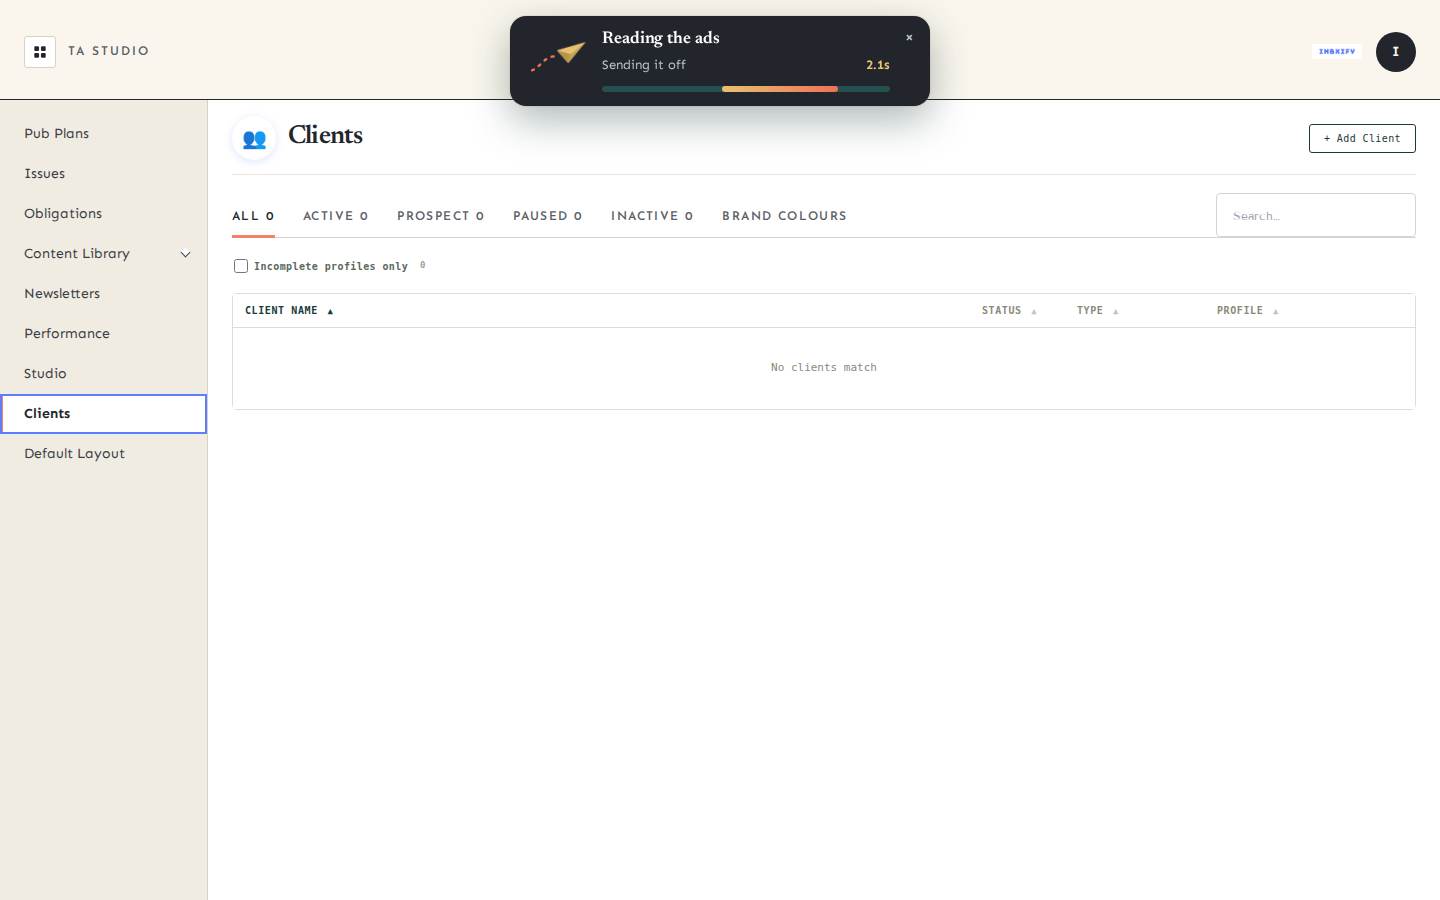 TA STUDIO
Reading the ads
×
Sending it off
2.1s
INBXIFY
I
Pub Plans
Issues
Obligations
Content Library
Newsletters
Performance
Studio
Clients
Default Layout
Clients
+ Add Client
ALL 0
ACTIVE 0
PROSPECT 0
PAUSED 0
INACTIVE 0
BRAND COLOURS
Search...
Incomplete profiles only 0
CLIENT NAME ▲
STATUS ▲
TYPE ▲
PROFILE ▲
No clients match